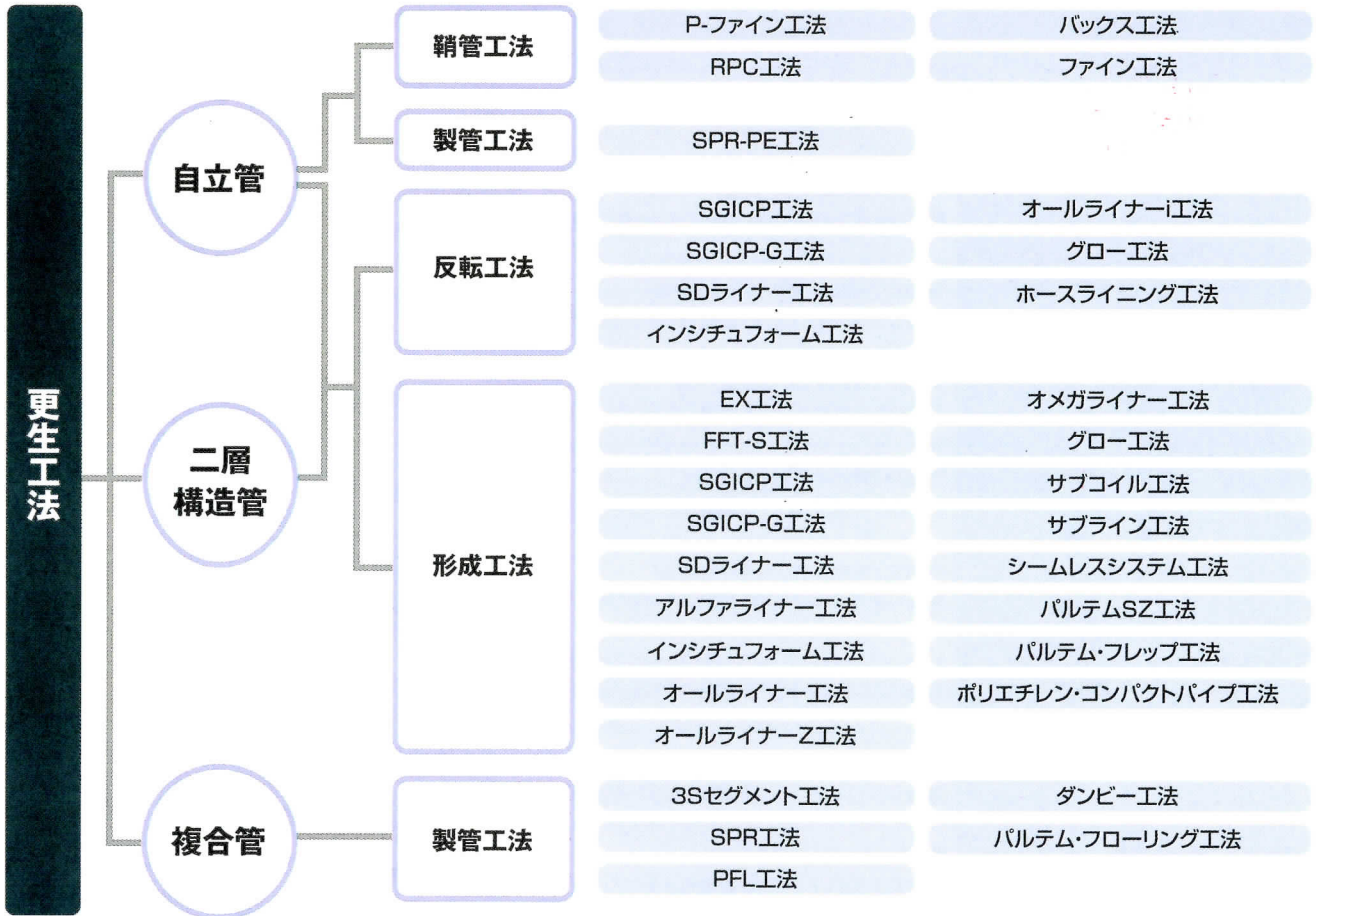 更生工法
自立管
鞘管工法
P-ファイン工法
バックス工法
RPC工法
ファイン工法
製管工法
SPR-PE工法
反転工法
SGICP工法
オールライナーi工法
SGICP-G工法
グロー工法
SDライナー工法
ホースライニング工法
インシチュフォーム工法
二層
構造管
形成工法
EX工法
オメガライナー工法
FFT-S工法
グロー工法
SGICP工法
サブコイル工法
SGICP-G工法
サブライン工法
SDライナー工法
シームレスシステム工法
アルファライナー工法
パルテムSZ工法
インシチュフォーム工法
パルテム・フレップ工法
オールライナー工法
ポリエチレン・コンパクトパイプ工法
オールライナーZ工法
複合管
製管工法
3Sセグメント工法
ダンビー工法
SPR工法
パルテム・フローリング工法
PFL工法